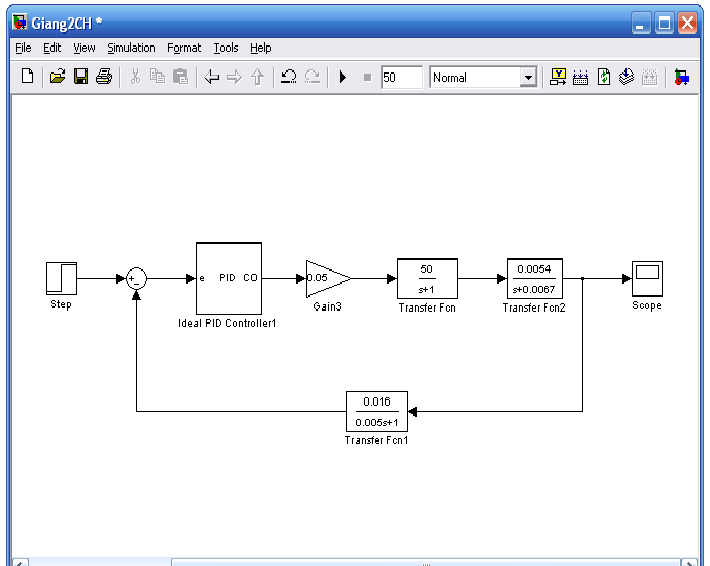 Giang2CH *
File Edit View Simulation Format Tools Help
50 Normal
Step
+
-
e PID CO
Ideal PID Controller1
0.05
Gain3
50
s+1
Transfer Fcn
0.0054
s+0.0067
Transfer Fcn2
Scope
0.016
0.005s+1
Transfer Fcn1